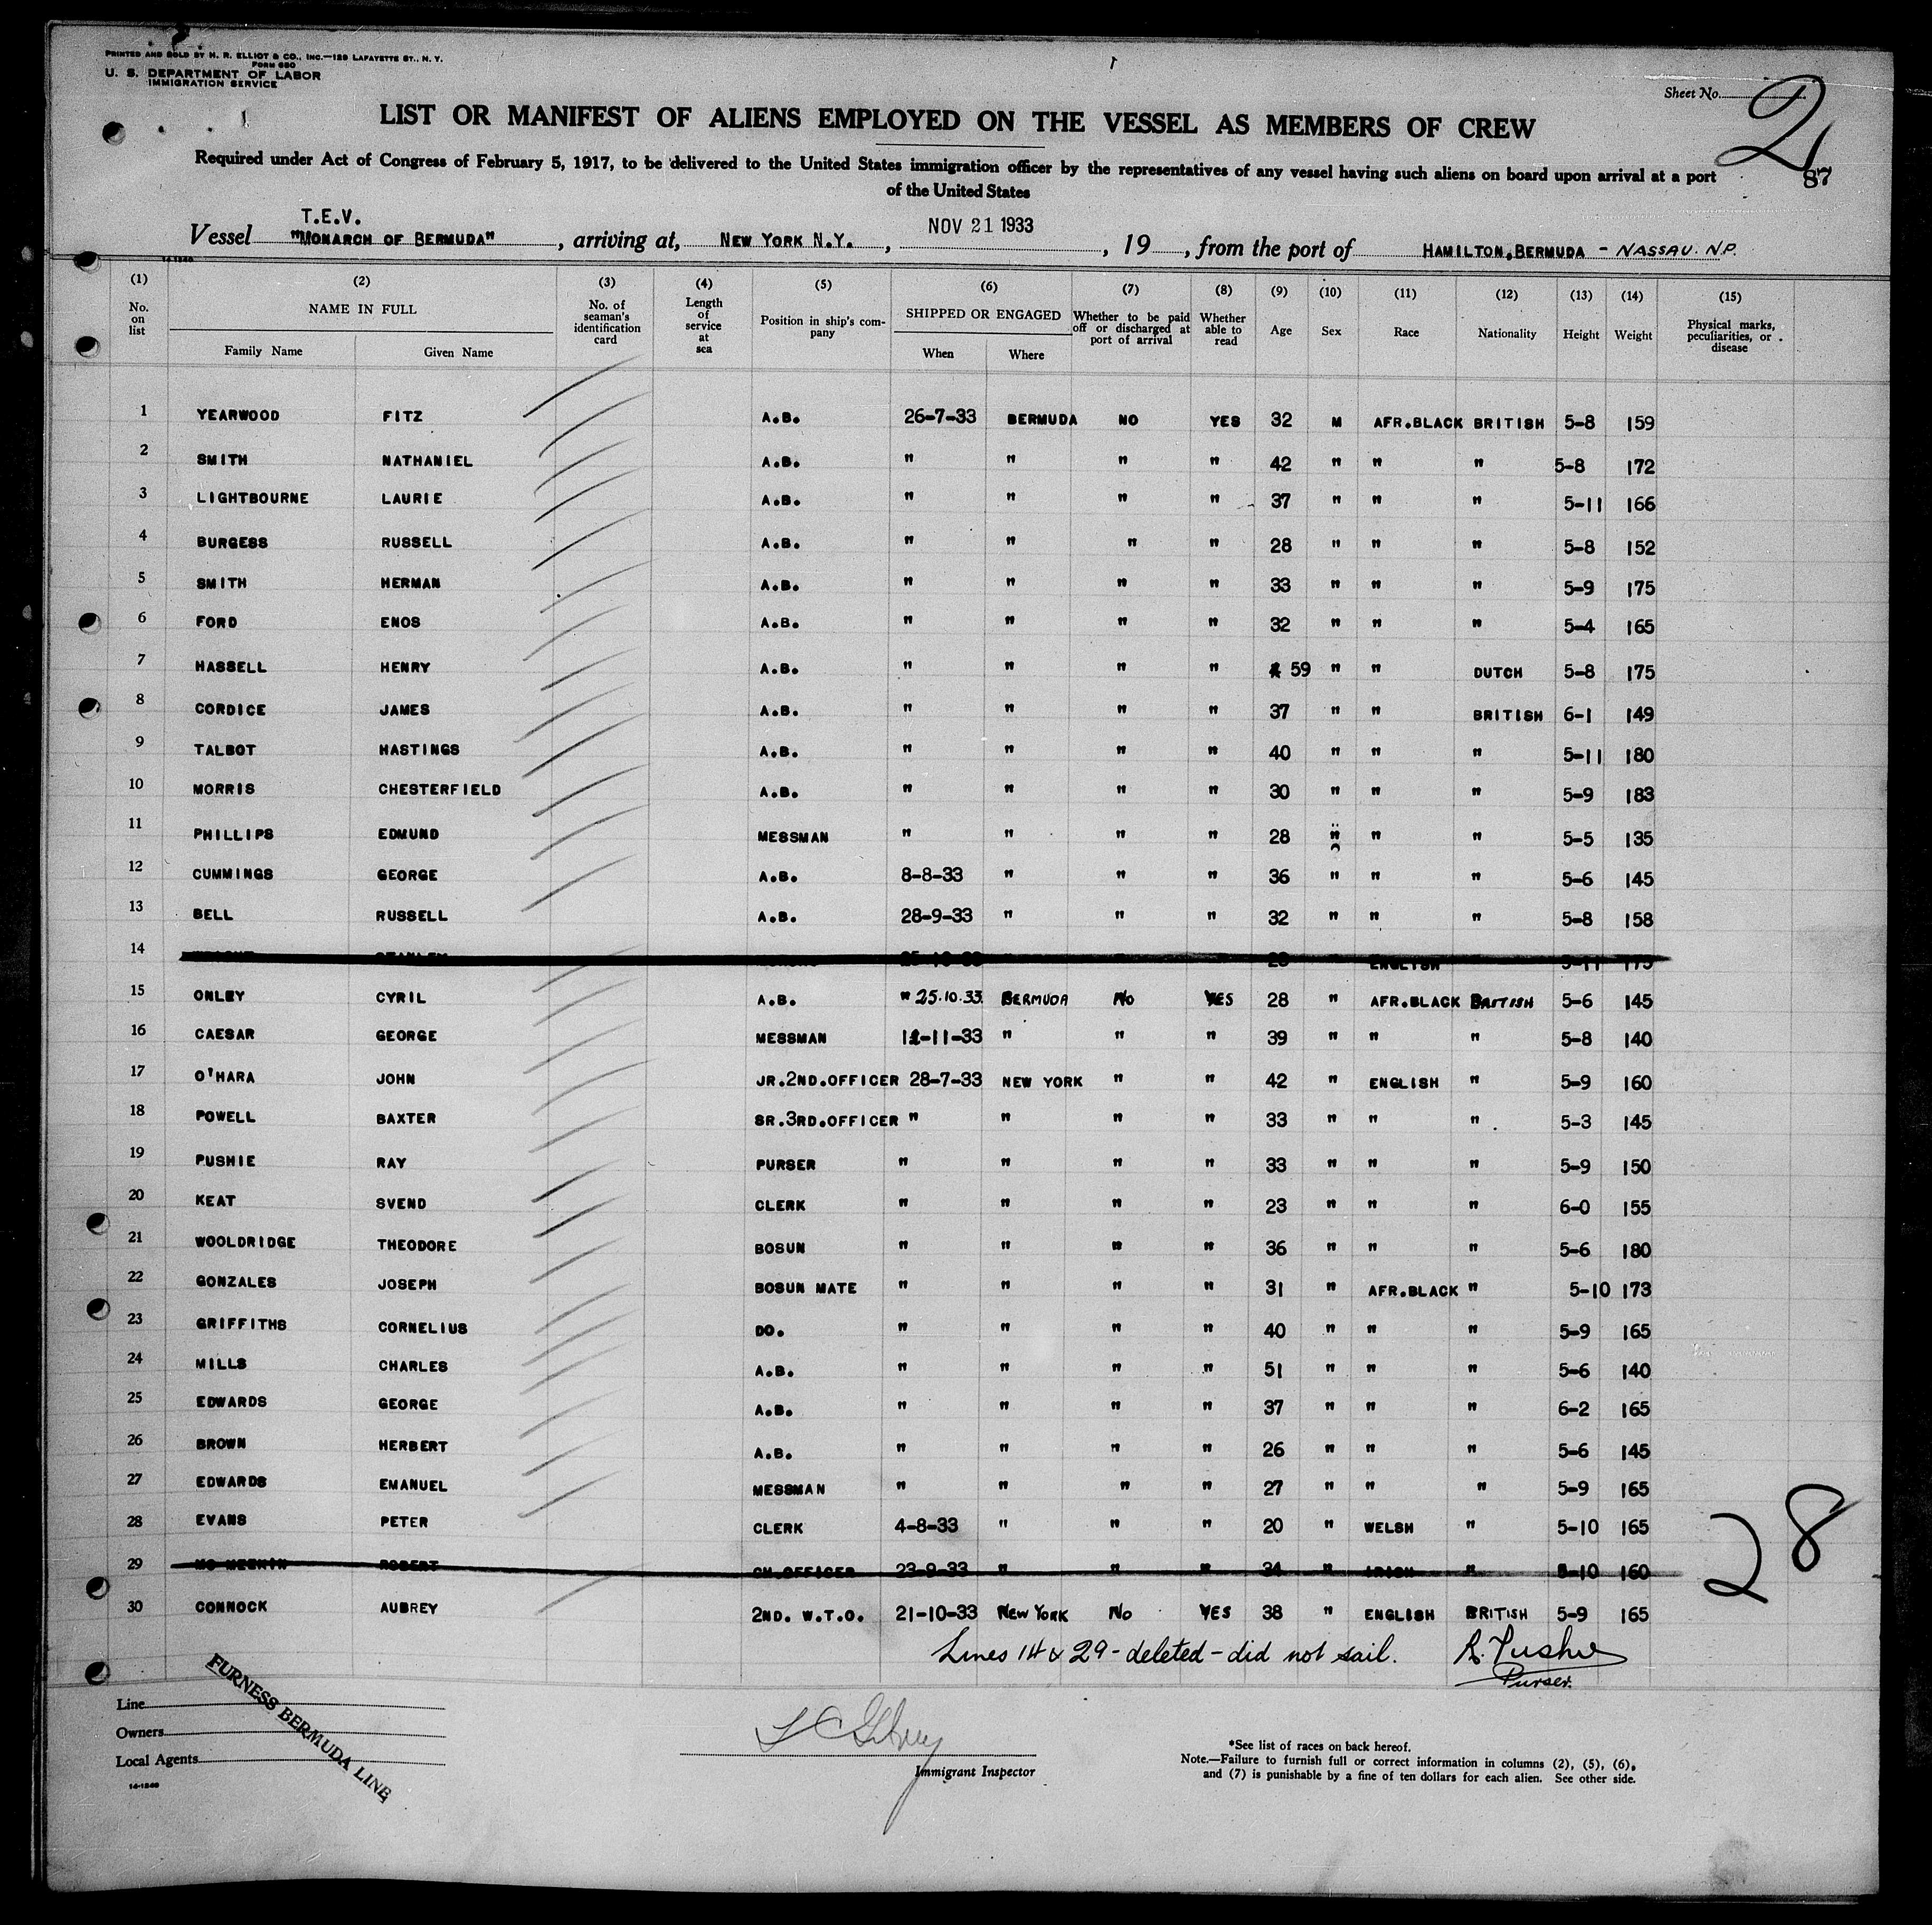 PRINTED AND SOLD BY H. R. ELLIOT & CO., INC.—129 LAFAYETTE ST., N. Y.
FORM 680
U. S. DEPARTMENT OF LABOR
IMMIGRATION SERVICE
Sheet No. 2
LIST OR MANIFEST OF ALIENS EMPLOYED ON THE VESSEL AS MEMBERS OF CREW
Required under Act of Congress of February 5, 1917, to be delivered to the United States immigration officer by the representatives of any vessel having such aliens on board upon arrival at a port
of the United States
87
T.E.V.
Vessel "MONARCH OF BERMUDA", arriving at, NEW YORK N.Y., NOV 21 1933, 19, from the port of HAMILTON, BERMUDA - NASSAU. N.P.
14-1240
(1) (2) (3) (4) (5) (6) (7) (8) (9) (10) (11) (12) (13) (14) (15)
No. on list NAME IN FULL Family Name Given Name No. of seaman's identification card Length of service at sea Position in ship's company SHIPPED OR ENGAGED When Where Whether to be paid off or discharged at port of arrival Whether able to read Age Sex Race Nationality Height Weight Physical marks, peculiarities, or disease
1 YEARWOOD FITZ A.B. 26-7-33 BERMUDA NO YES 32 M AFR.BLACK BRITISH 5-8 159
2 SMITH NATHANIEL A.B. " " " " 42 " " " 5-8 172
3 LIGHTBOURNE LAURIE A.B. " " " " 37 " " " 5-11 166
4 BURGESS RUSSELL A.B. " " " " 28 " " " 5-8 152
5 SMITH HERMAN A.B. " " " " 33 " " " 5-9 175
6 FORD ENOS A.B. " " " " 32 " " " 5-4 165
7 HASSELL HENRY A.B. " " " " 59 " " DUTCH 5-8 175
8 CORDICE JAMES A.B. " " " " 37 " " BRITISH 6-1 149
9 TALBOT HASTINGS A.B. " " " " 40 " " " 5-11 180
10 MORRIS CHESTERFIELD A.B. " " " " 30 " " " 5-9 183
11 PHILLIPS EDMUND MESSMAN " " " " 28 " " " 5-5 135
12 CUMMINGS GEORGE A.B. 8-8-33 " " " 36 " " " 5-6 145
13 BELL RUSSELL A.B. 28-9-33 " " " 32 " " " 5-8 158
14 STANLEY ENGLISH
15 ONLEY CYRIL A.B. " 25.10.33 BERMUDA No YES 28 " AFR.BLACK BRITISH 5-6 145
16 CAESAR GEORGE MESSMAN 12-11-33 " " " 39 " " " 5-8 140
17 O'HARA JOHN JR.2ND.OFFICER 28-7-33 NEW YORK " " 42 " ENGLISH " 5-9 160
18 POWELL BAXTER SR.3RD.OFFICER " " " " 33 " " " 5-3 145
19 PUSHIE RAY PURSER " " " " 33 " " " 5-9 150
20 KEAT SVEND CLERK " " " " 23 " " " 6-0 155
21 WOOLDRIDGE THEODORE BOSUN " " " " 36 " " " 5-6 180
22 GONZALES JOSEPH BOSUN MATE " " " " 31 " AFR.BLACK " 5-10 173
23 GRIFFITHS CORNELIUS DO. " " " " 40 " " " 5-9 165
24 MILLS CHARLES A.B. " " " " 51 " " " 5-6 140
25 EDWARDS GEORGE A.B. " " " " 37 " " " 6-2 165
26 BROWN HERBERT A.B. " " " " 26 " " " 5-6 145
27 EDWARDS EMANUEL MESSMAN " " " " 27 " " " 5-9 165
28 EVANS PETER CLERK 4-8-33 " " " 20 " WELSH " 5-10 165
29 MC MEEKIN ROBERT CH.OFFICER 23-9-33 " " " 34 " IRISH " 5-10 160
30 CONNOCK AUBREY 2ND. W.T.O. 21-10-33 NEW YORK No YES 38 " ENGLISH BRITISH 5-9 165
28
Lines 14 & 29 - deleted - did not sail. R. Pushie
Purser.
Line
Owners
Local Agents
FURNESS BERMUDA LINE
14-1240
Immigrant Inspector
*See list of races on back hereof.
Note.—Failure to furnish full or correct information in columns (2), (5), (6),
and (7) is punishable by a fine of ten dollars for each alien. See other side.